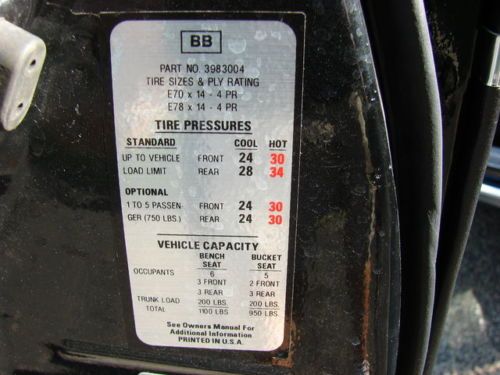 BB
PART NO. 3983004
TIRE SIZES & PLY RATING
E70 x 14 - 4 PR
E78 x 14 - 4 PR
TIRE PRESSURES
STANDARD COOL HOT
UP TO VEHICLE FRONT 24 30
LOAD LIMIT REAR 28 34
OPTIONAL
1 TO 5 PASSEN FRONT 24 30
GER (750 LBS.) REAR 24 30
VEHICLE CAPACITY
BENCH BUCKET
SEAT SEAT
OCCUPANTS 6 5
3 FRONT 2 FRONT
3 REAR 3 REAR
TRUNK LOAD 200 LBS. 200 LBS.
TOTAL 1100 LBS 950 LBS.
See Owners Manual For
Additional Information
PRINTED IN U.S.A.